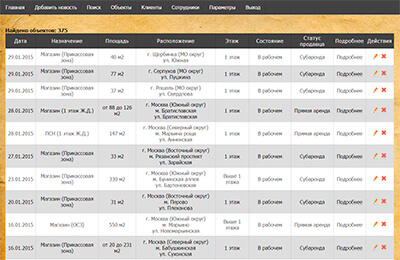 Главная Добавить новость Поиск Объекты Клиенты Сотрудники Параметры Выход
Найдено объектов: 375
Дата Назначение Площадь Расположение Этаж Состояние Статус продавца Подробнее Действия
29.01.2015 Магазин (Прикассовая зона) 40 м2 г. Щербинка (МО округ) ул. Южная 1 этаж В рабочем Субаренда Подробнее
29.01.2015 Магазин (Прикассовая зона) 77 м2 г. Серпухов (МО округ) ул. Пушкина 1 этаж В рабочем Субаренда Подробнее
29.01.2015 Магазин (Прикассовая зона) 37 м2 г. Рошаль (МО округ) ул. Свердлова 1 этаж В рабочем Субаренда Подробнее
28.01.2015 Магазин (1 этаж Ж.Д.) от 88 до 126 м2 г. Москва (Южный округ) м. Братиславская ул. Братиславская 1 этаж В рабочем Прямая аренда Подробнее
28.01.2015 ПСН (1 этаж Ж.Д.) 147 м2 г. Москва (Северный округ) м. Марьина роща ул. Анненская 1 этаж В рабочем Прямая аренда Подробнее
27.01.2015 Магазин (Прикассовая зона) 33 м2 г. Москва (Восточный округ) м. Рязанский проспект ул. Зарайская 1 этаж В рабочем Субаренда Подробнее
23.01.2015 Магазин (Прикассовая зона) 339 м2 г. Москва (Южный округ) м. Бунинская аллея ул. Бартеневская Выше 1 этажа В рабочем Субаренда Подробнее
20.01.2015 Магазин (Прикассовая зона) 31 м2 г. Москва (Восточный округ) м. Перово ул. Плеханова 1 этаж В рабочем Субаренда Подробнее
16.01.2015 Магазин (ОСЗ) 550 м2 г. Москва (Южный округ) м. Марьино ул. Новомарьинская Выше 1 этажа В рабочем Прямая аренда Подробнее
16.01.2015 Магазин (Прикассовая зона) от 20 до 231 м2 г. Москва (Северный округ) м. Бабушкинская ул. Сухонская 1 этаж В рабочем Субаренда Подробнее